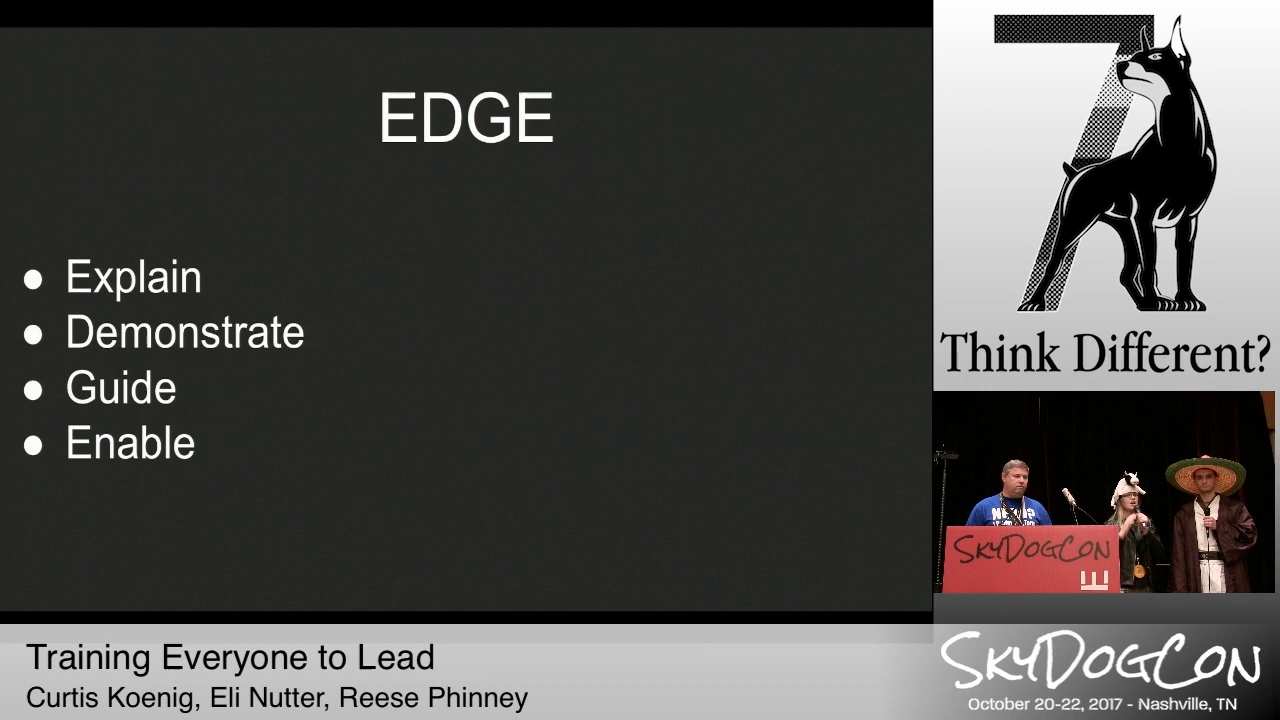 EDGE
● Explain
● Demonstrate
● Guide
● Enable
7
Think Different?
SKYDOGCON
Training Everyone to Lead
Curtis Koenig, Eli Nutter, Reese Phinney
SKYDOGCON
October 20-22, 2017 - Nashville, TN